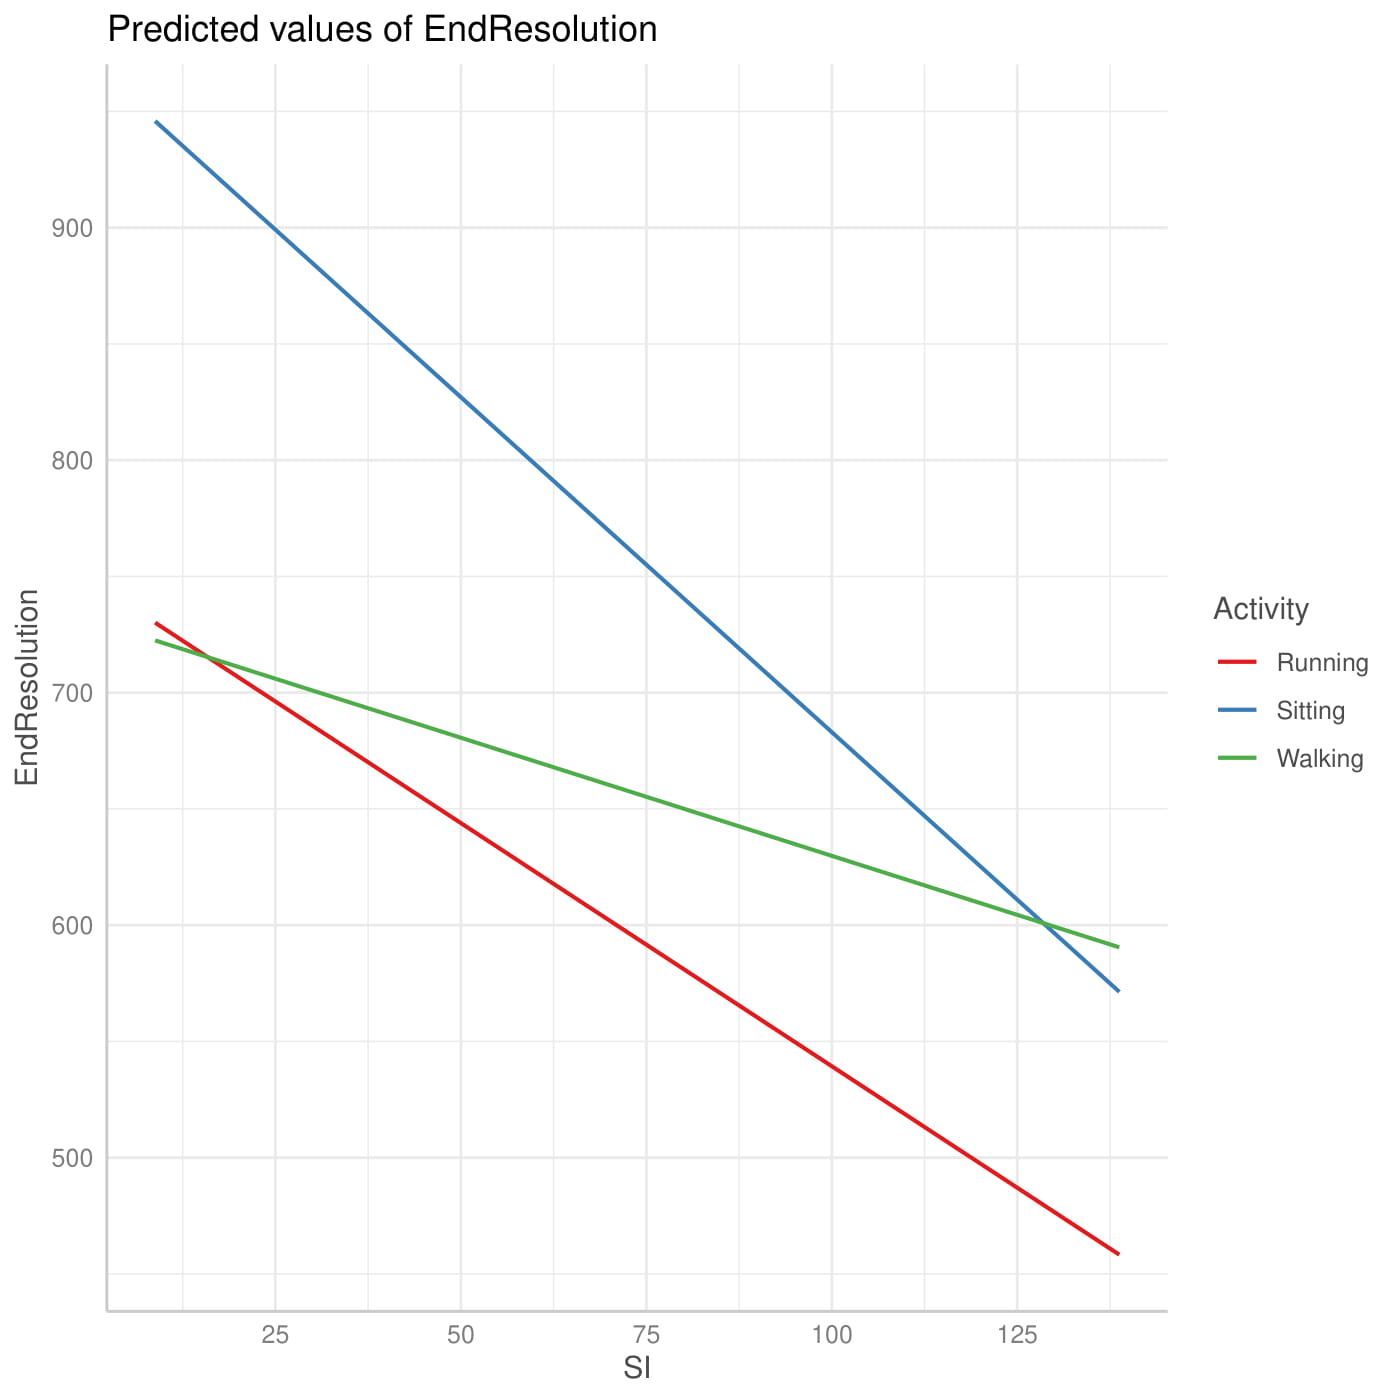 Predicted values of EndResolution
900
800
700
600
500
EndResolution
25 50 75 100 125
SI
Activity
Running
Sitting
Walking